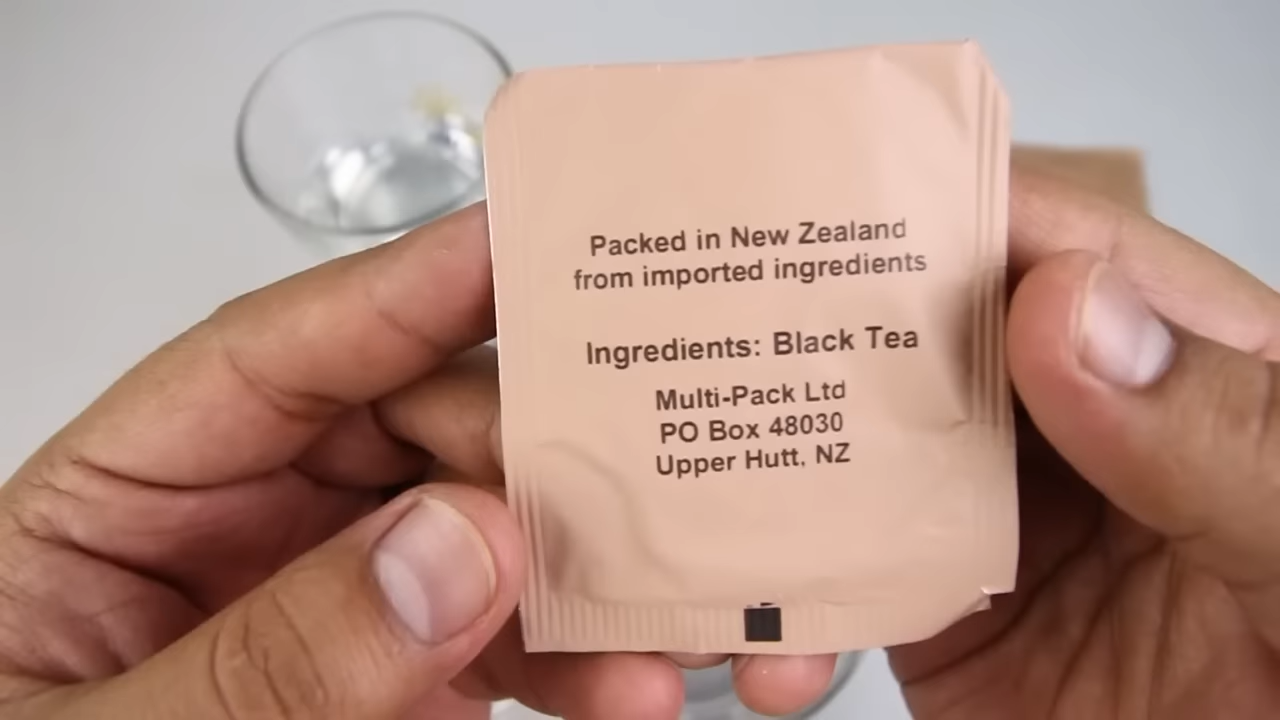 Packed in New Zealand
from imported ingredients
Ingredients: Black Tea
Multi-Pack Ltd
PO Box 48030
Upper Hutt, NZ